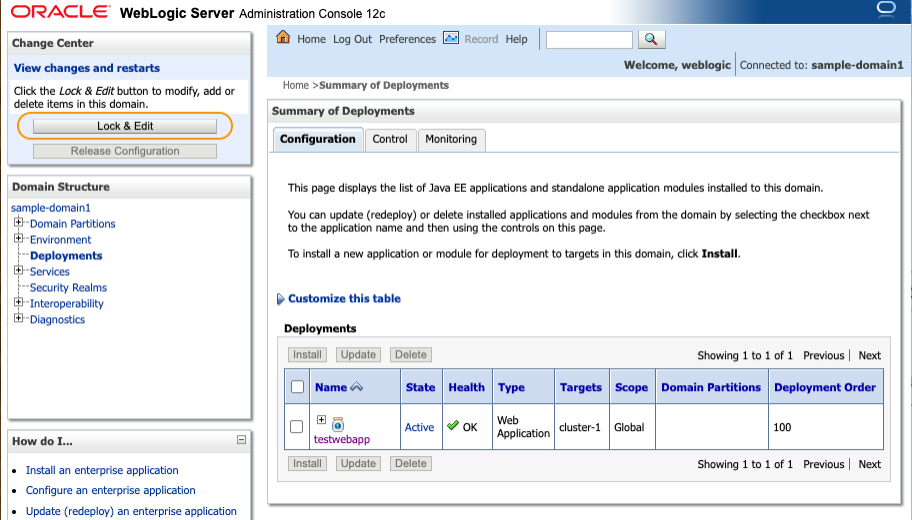 ORACLE® WebLogic Server Administration Console 12c
Change Center
View changes and restarts
Click the Lock & Edit button to modify, add or
delete items in this domain.
Lock & Edit
Release Configuration
Domain Structure
sample-domain1
Domain Partitions
Environment
Deployments
Services
Security Realms
Interoperability
Diagnostics
How do I...
Install an enterprise application
Configure an enterprise application
Update (redeploy) an enterprise application
Home Log Out Preferences Record Help
Welcome, weblogic Connected to: sample-domain1
Home >Summary of Deployments
Summary of Deployments
Configuration Control Monitoring
This page displays the list of Java EE applications and standalone application modules installed to this domain.
You can update (redeploy) or delete installed applications and modules from the domain by selecting the checkbox next
to the application name and then using the controls on this page.
To install a new application or module for deployment to targets in this domain, click Install.
Customize this table
Deployments
Install Update Delete Showing 1 to 1 of 1 Previous | Next
Name State Health Type Targets Scope Domain Partitions Deployment Order
testwebapp Active OK Web
Application cluster-1 Global 100
Install Update Delete Showing 1 to 1 of 1 Previous | Next